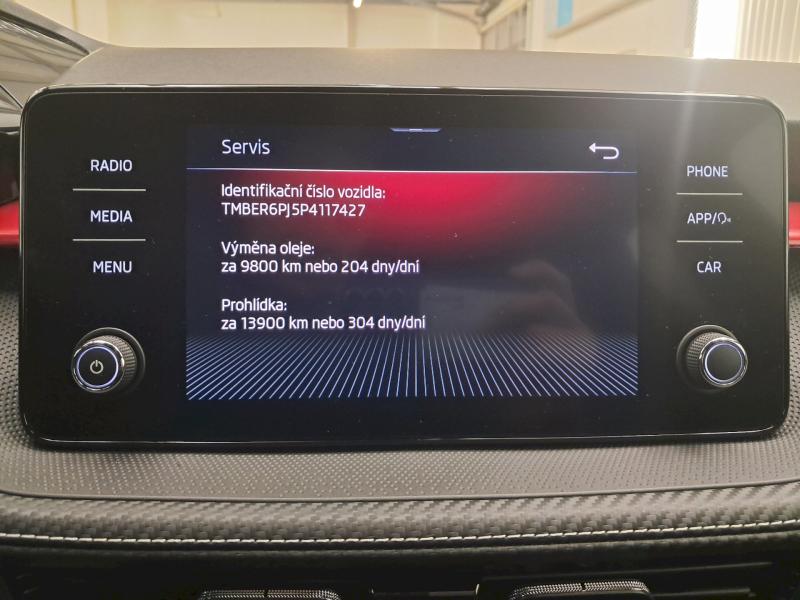 Servis
RADIO
MEDIA
MENU
Identifikační číslo vozidla:
TMBER6PJ5P4117427
Výměna oleje:
za 9800 km nebo 204 dny/dní
Prohlídka:
za 13900 km nebo 304 dny/dní
PHONE
APP/
CAR